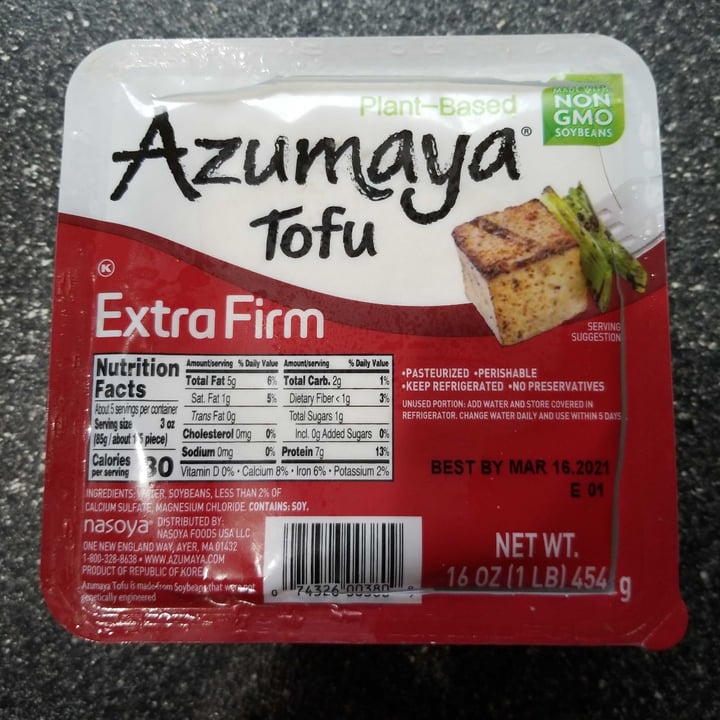 Plant-Based
MADE WITH
NON
GMO
SOYBEANS
Azumaya®
Tofu
K
Extra Firm
SERVING
SUGGESTION
Nutrition
Facts
About 5 servings per container
Serving size 3 oz
(85g / about 1/5 piece)
Calories
per serving 80
Amount/serving % Daily Value
Total Fat 5g 6%
Sat. Fat 1g 5%
Trans Fat 0g
Cholesterol 0mg 0%
Sodium 0mg 0%
Amount/serving % Daily Value
Total Carb. 2g 1%
Dietary Fiber < 1g 3%
Total Sugars 1g
Incl. 0g Added Sugars 0%
Protein 7g 13%
Vitamin D 0% • Calcium 8% • Iron 6% • Potassium 2%
•PASTEURIZED •PERISHABLE
•KEEP REFRIGERATED •NO PRESERVATIVES
UNUSED PORTION: ADD WATER AND STORE COVERED IN
REFRIGERATOR. CHANGE WATER DAILY AND USE WITHIN 5 DAYS
BEST BY MAR 16.2021
E 01
INGREDIENTS: WATER, SOYBEANS, LESS THAN 2% OF
CALCIUM SULFATE, MAGNESIUM CHLORIDE. CONTAINS: SOY.
nasoya® DISTRIBUTED BY:
NASOYA FOODS USA LLC
ONE NEW ENGLAND WAY, AYER, MA 01432
1-800-328-8638 • WWW.AZUMAYA.COM
PRODUCT OF REPUBLIC OF KOREA
Azumaya Tofu is made from Soybeans that were not
genetically engineered
0 74326 00380 9
NET WT.
16 OZ (1 LB) 454 g